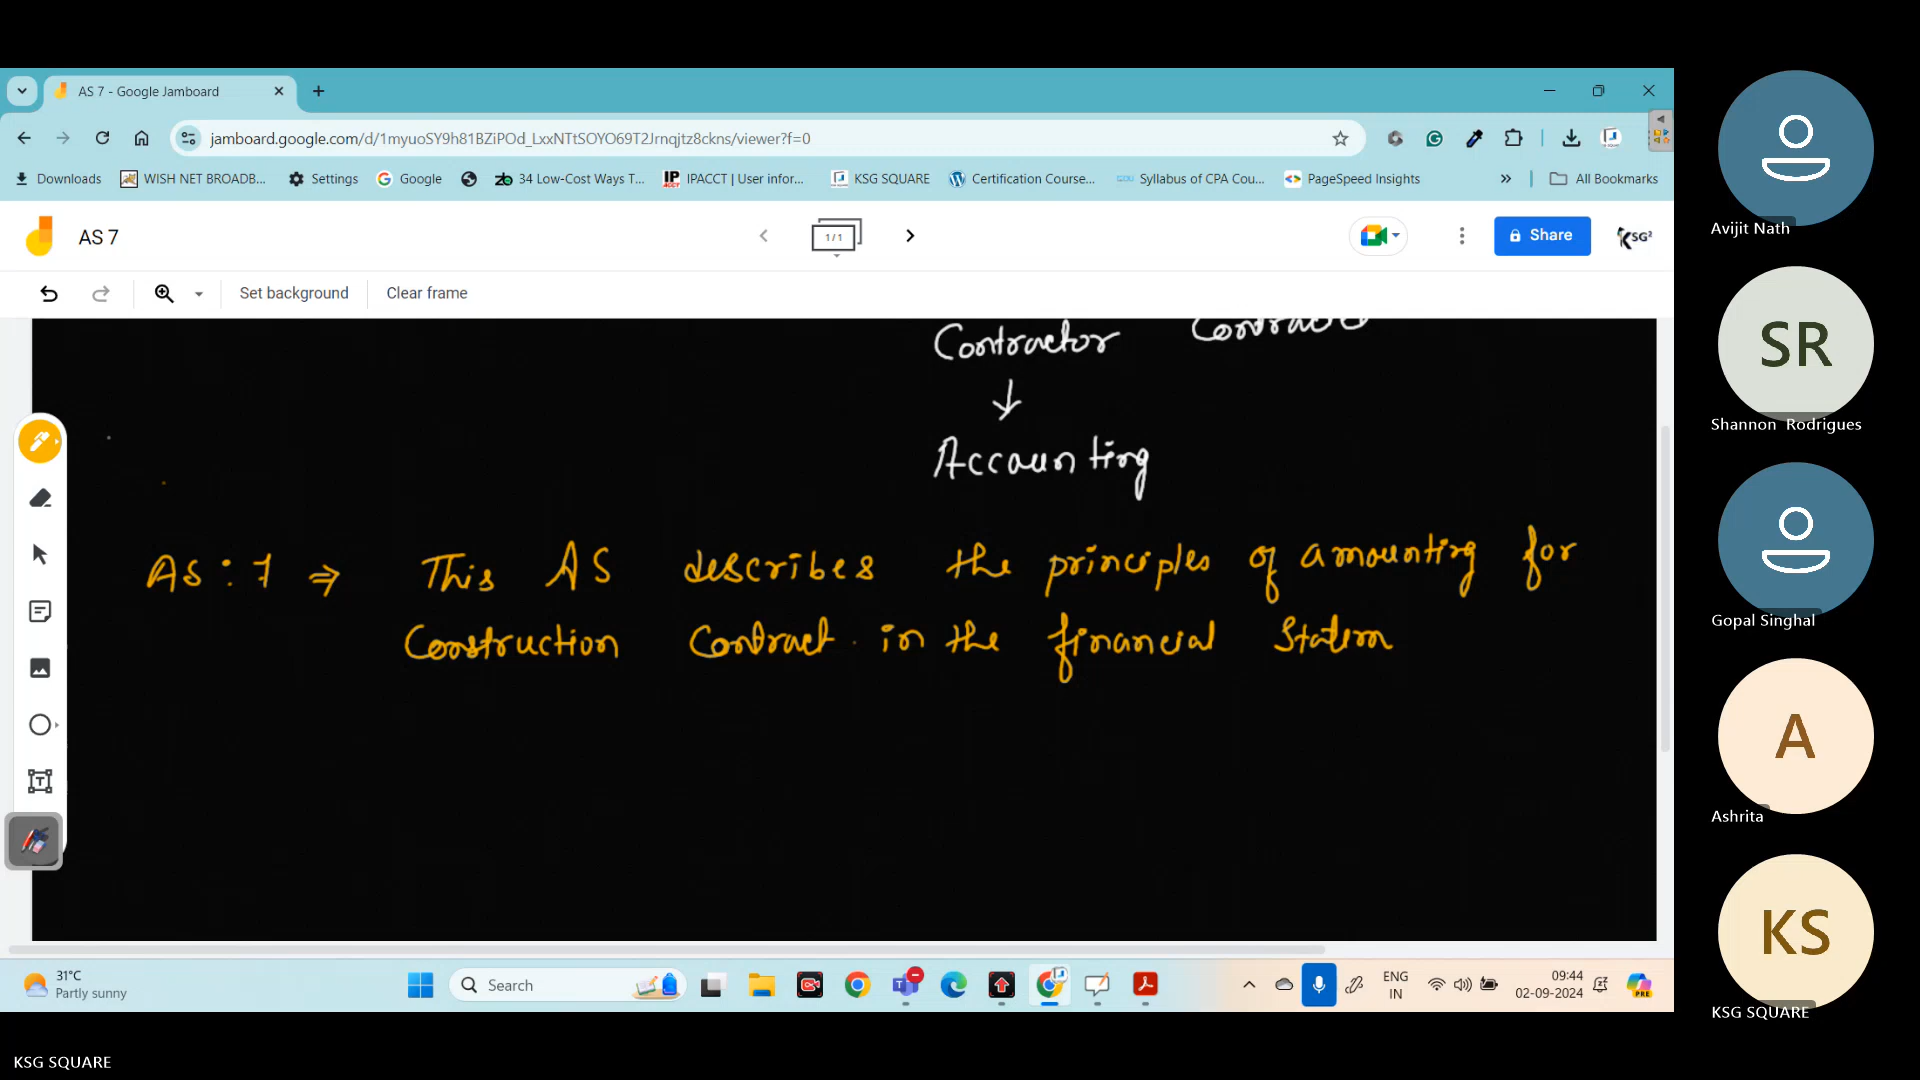 AS 7 - Google Jamboard
jamboard.google.com/d/1myuoSY9h81BZiPOd_LxxNTtSOYO69T2Jrnqjtz8ckns/viewer?f=0
Downloads WISH NET BROADB... Settings Google 34 Low-Cost Ways T... IPACCT | User infor... KSG SQUARE Certification Course... Syllabus of CPA Cou... PageSpeed Insights » All Bookmarks
AS 7 1/1 Share KSG²
Set background Clear frame
Contractor Contract
Accounting
AS : 7 ⇒ This AS describes the principles of amounting for
Construction Contract in the financial Statem
31°C
Partly sunny
Search
ENG
IN
09:44
02-09-2024
PRE
Avijit Nath
SR
Shannon Rodrigues
Gopal Singhal
A
Ashrita
KS
KSG SQUARE
KSG SQUARE